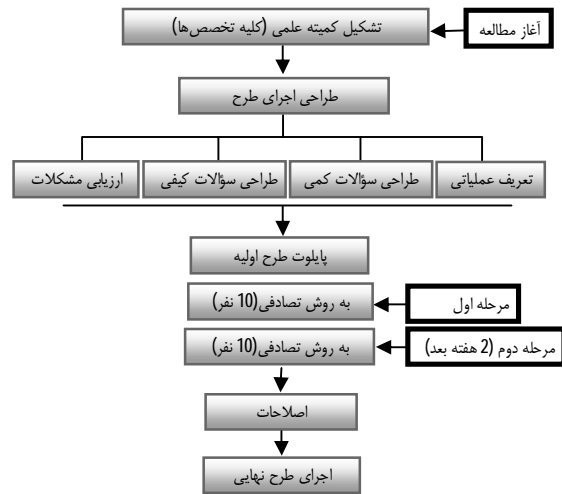 آغاز مطالعه
تشکیل کمیته علمی (کلیه تخصص‌ها)
طراحی اجرای طرح
تعریف عملیاتی
طراحی سؤالات کمی
طراحی سؤالات کیفی
ارزیابی مشکلات
پایلوت طرح اولیه
مرحله اول
به روش تصادفی(10 نفر)
مرحله دوم (2 هفته بعد)
به روش تصادفی(10 نفر)
اصلاحات
اجرای طرح نهایی